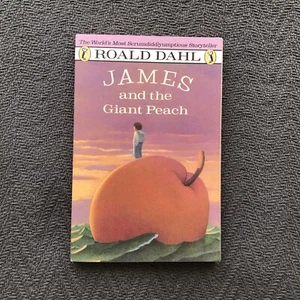 The World's Most Scrumdiddlyumptious Storyteller
ROALD DAHL
JAMES
and the
Giant Peach